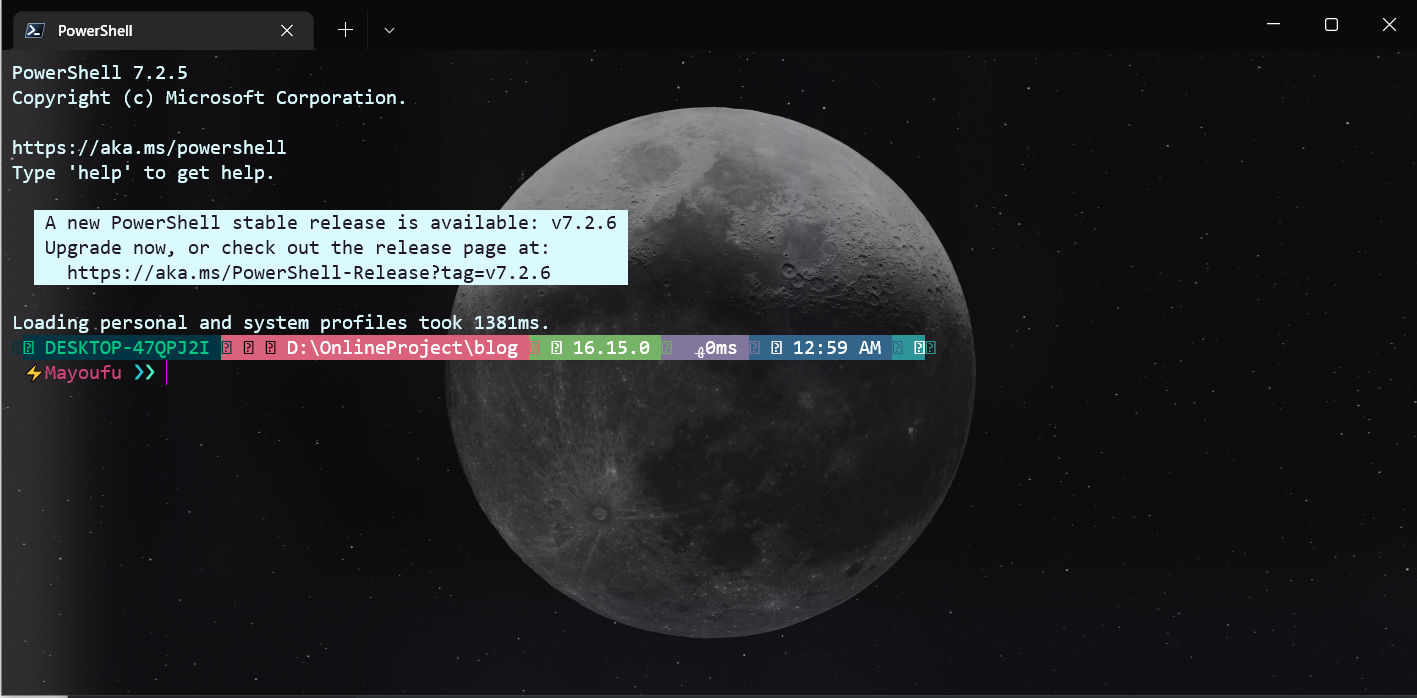 PowerShell
PowerShell 7.2.5
Copyright (c) Microsoft Corporation.
https://aka.ms/powershell
Type 'help' to get help.
A new PowerShell stable release is available: v7.2.6
Upgrade now, or check out the release page at:
https://aka.ms/PowerShell-Release?tag=v7.2.6
Loading personal and system profiles took 1381ms.
DESKTOP-47QPJ2I D:\OnlineProject\blog 16.15.0 0ms 12:59 AM
⚡Mayoufu ❯❯